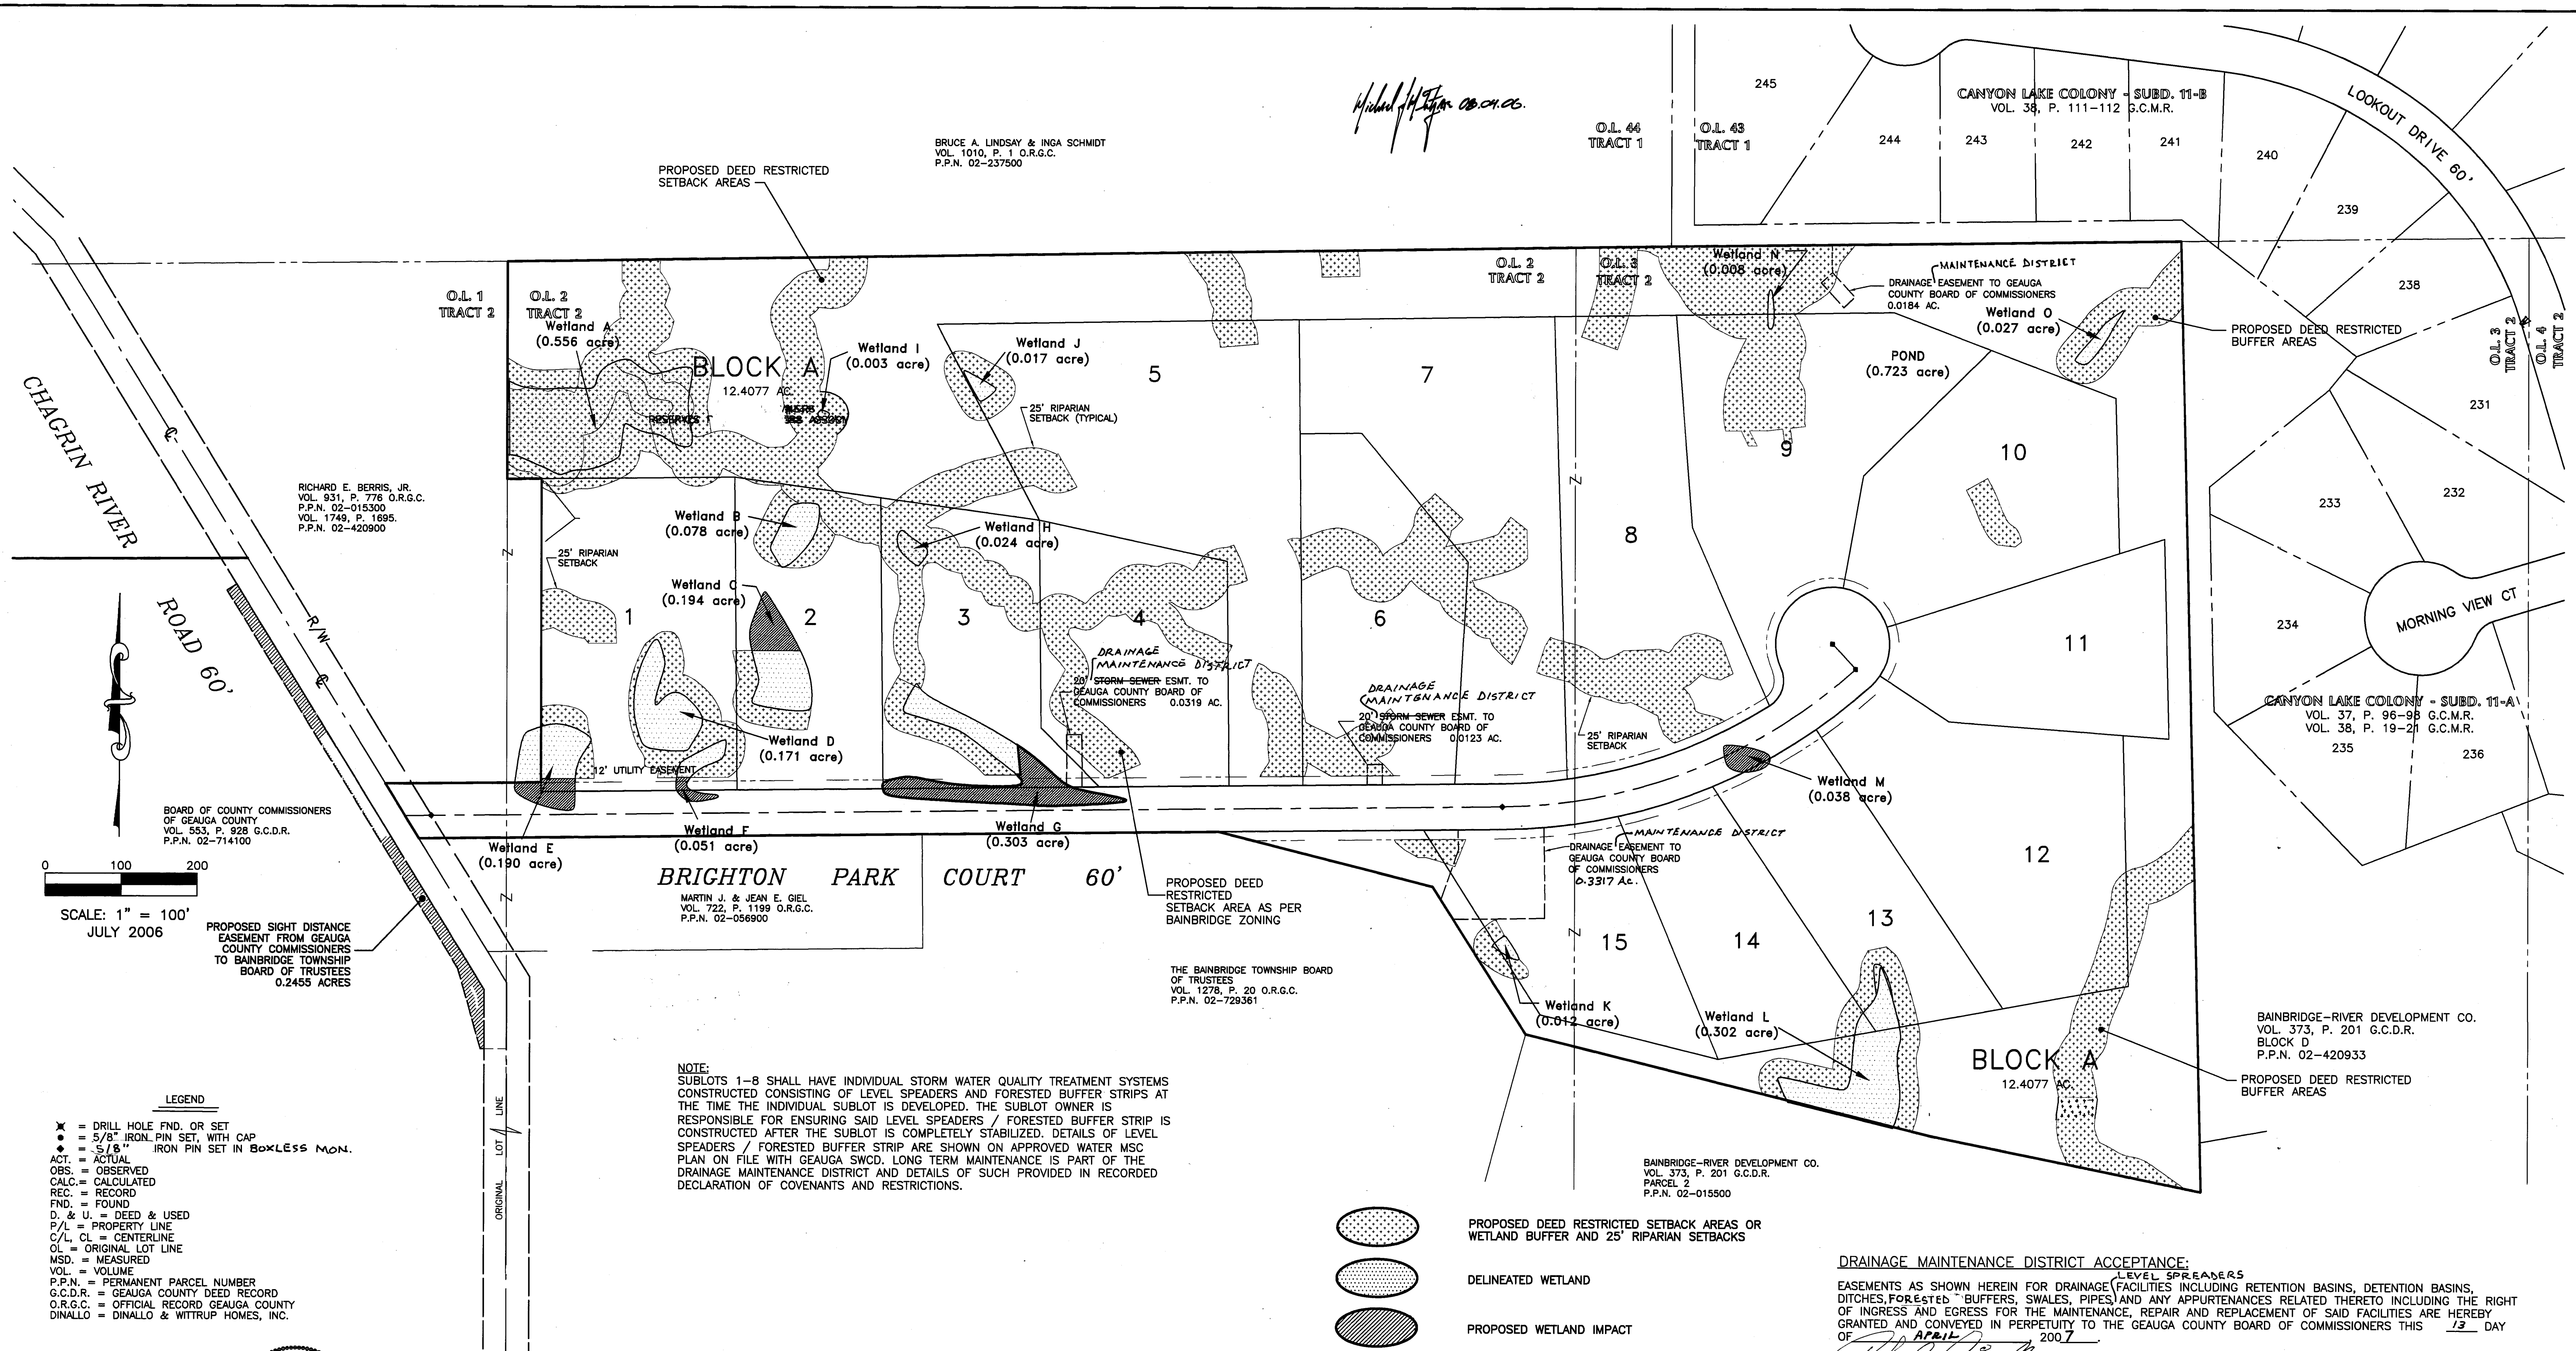 Michael J 08.04.06.
BRUCE A. LINDSAY & INGA SCHMIDT
VOL. 1010, P. 1 O.R.G.C.
P.P.N. 02-237500
PROPOSED DEED RESTRICTED
SETBACK AREAS
O.L. 44
TRACT 1
O.L. 43
TRACT 1
245
244
243
242
241
240
239
238
CANYON LAKE COLONY - SUBD. 11-B
VOL. 38, P. 111-112 G.C.M.R.
LOOKOUT DRIVE 60'
O.L. 1
TRACT 2
O.L. 2
TRACT 2
Wetland A
(0.556 acre)
BLOCK A
12.4077 AC.
Wetland I
(0.003 acre)
Wetland J
(0.017 acre)
5
7
25' RIPARIAN
SETBACK (TYPICAL)
O.L. 2
TRACT 2
O.L. 3
TRACT 2
Wetland N
(0.008 acre)
MAINTENANCE DISTRICT
DRAINAGE EASEMENT TO GEAUGA
COUNTY BOARD OF COMMISSIONERS
0.0184 AC.
Wetland O
(0.027 acre)
POND
(0.723 acre)
PROPOSED DEED RESTRICTED
BUFFER AREAS
O.L. 3
TRACT 2
O.L. 4
TRACT 2
231
232
233
234
235
236
9
10
8
11
MORNING VIEW CT
CANYON LAKE COLONY - SUBD. 11-A
VOL. 37, P. 96-98 G.C.M.R.
VOL. 38, P. 19-21 G.C.M.R.
CHAGRIN RIVER
ROAD 60'
R/W
RICHARD E. BERRIS, JR.
VOL. 931, P. 776 O.R.G.C.
P.P.N. 02-015300
VOL. 1749, P. 1695.
P.P.N. 02-420900
25' RIPARIAN
SETBACK
Wetland B
(0.078 acre)
Wetland C
(0.194 acre)
Wetland H
(0.024 acre)
1
2
3
4
6
Wetland D
(0.171 acre)
12' UTILITY EASEMENT
DRAINAGE
MAINTENANCE DISTRICT
20' STORM SEWER ESMT. TO
GEAUGA COUNTY BOARD OF
COMMISSIONERS 0.0319 AC.
DRAINAGE
MAINTENANCE DISTRICT
20' STORM SEWER ESMT. TO
GEAUGA COUNTY BOARD OF
COMMISSIONERS 0.0123 AC.
25' RIPARIAN
SETBACK
Wetland M
(0.038 acre)
Wetland E
(0.190 acre)
Wetland F
(0.051 acre)
Wetland G
(0.303 acre)
BRIGHTON PARK COURT 60'
MARTIN J. & JEAN E. GIEL
VOL. 722, P. 1199 O.R.G.C.
P.P.N. 02-056900
BOARD OF COUNTY COMMISSIONERS
OF GEAUGA COUNTY
VOL. 553, P. 928 G.C.D.R.
P.P.N. 02-714100
0 100 200
SCALE: 1" = 100'
JULY 2006
PROPOSED SIGHT DISTANCE
EASEMENT FROM GEAUGA
COUNTY COMMISSIONERS
TO BAINBRIDGE TOWNSHIP
BOARD OF TRUSTEES
0.2455 ACRES
PROPOSED DEED
RESTRICTED
SETBACK AREA AS PER
BAINBRIDGE ZONING
THE BAINBRIDGE TOWNSHIP BOARD
OF TRUSTEES
VOL. 1278, P. 20 O.R.G.C.
P.P.N. 02-729361
MAINTENANCE DISTRICT
DRAINAGE EASEMENT TO
GEAUGA COUNTY BOARD
OF COMMISSIONERS
0.3317 Ac.
12
13
14
15
Wetland K
(0.012 acre)
Wetland L
(0.302 acre)
BLOCK A
12.4077 AC.
BAINBRIDGE-RIVER DEVELOPMENT CO.
VOL. 373, P. 201 G.C.D.R.
BLOCK D
P.P.N. 02-420933
PROPOSED DEED RESTRICTED
BUFFER AREAS
BAINBRIDGE-RIVER DEVELOPMENT CO.
VOL. 373, P. 201 G.C.D.R.
PARCEL 2
P.P.N. 02-015500
NOTE:
SUBLOTS 1-8 SHALL HAVE INDIVIDUAL STORM WATER QUALITY TREATMENT SYSTEMS
CONSTRUCTED CONSISTING OF LEVEL SPEADERS AND FORESTED BUFFER STRIPS AT
THE TIME THE INDIVIDUAL SUBLOT IS DEVELOPED. THE SUBLOT OWNER IS
RESPONSIBLE FOR ENSURING SAID LEVEL SPEADERS / FORESTED BUFFER STRIP IS
CONSTRUCTED AFTER THE SUBLOT IS COMPLETELY STABILIZED. DETAILS OF LEVEL
SPEADERS / FORESTED BUFFER STRIP ARE SHOWN ON APPROVED WATER MSC
PLAN ON FILE WITH GEAUGA SWCD. LONG TERM MAINTENANCE IS PART OF THE
DRAINAGE MAINTENANCE DISTRICT AND DETAILS OF SUCH PROVIDED IN RECORDED
DECLARATION OF COVENANTS AND RESTRICTIONS.
ORIGINAL LOT LINE
LEGEND
= DRILL HOLE FND. OR SET
= 5/8" IRON PIN SET, WITH CAP
= 5/8" IRON PIN SET IN BOXLESS MON.
ACT. = ACTUAL
OBS. = OBSERVED
CALC.= CALCULATED
REC. = RECORD
FND. = FOUND
D. & U. = DEED & USED
P/L = PROPERTY LINE
C/L, CL = CENTERLINE
OL = ORIGINAL LOT LINE
MSD. = MEASURED
VOL. = VOLUME
P.P.N. = PERMANENT PARCEL NUMBER
G.C.D.R. = GEAUGA COUNTY DEED RECORD
O.R.G.C. = OFFICIAL RECORD GEAUGA COUNTY
DINALLO = DINALLO & WITTRUP HOMES, INC.
PROPOSED DEED RESTRICTED SETBACK AREAS OR
WETLAND BUFFER AND 25' RIPARIAN SETBACKS
DELINEATED WETLAND
PROPOSED WETLAND IMPACT
DRAINAGE MAINTENANCE DISTRICT ACCEPTANCE:
LEVEL SPREADERS
EASEMENTS AS SHOWN HEREIN FOR DRAINAGE FACILITIES INCLUDING RETENTION BASINS, DETENTION BASINS,
DITCHES, FORESTED BUFFERS, SWALES, PIPES, AND ANY APPURTENANCES RELATED THERETO INCLUDING THE RIGHT
OF INGRESS AND EGRESS FOR THE MAINTENANCE, REPAIR AND REPLACEMENT OF SAID FACILITIES ARE HEREBY
GRANTED AND CONVEYED IN PERPETUITY TO THE GEAUGA COUNTY BOARD OF COMMISSIONERS THIS 13 DAY
OF APRIL, 2007.